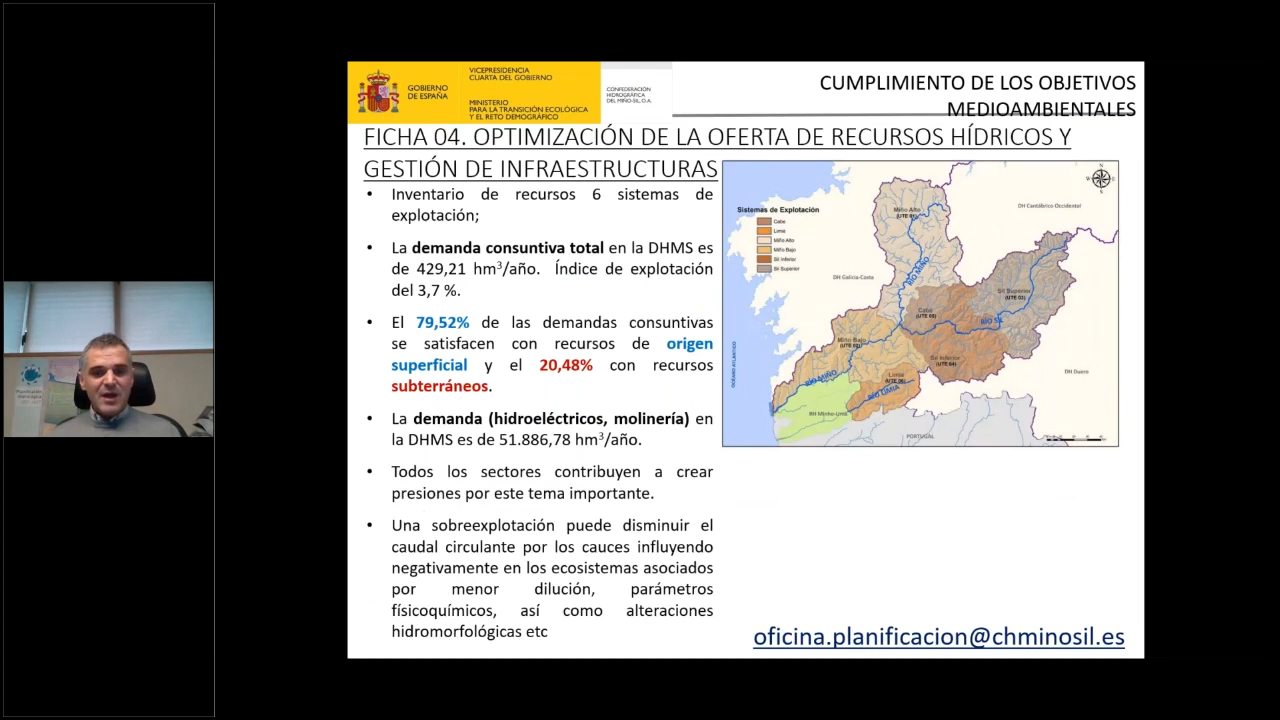 GOBIERNO
DE ESPAÑA
VICEPRESIDENCIA
CUARTA DEL GOBIERNO
MINISTERIO
PARA LA TRANSICIÓN ECOLÓGICA
Y EL RETO DEMOGRÁFICO
CONFEDERACIÓN
HIDROGRÁFICA
DEL MIÑO-SIL, O.A.
CUMPLIMIENTO DE LOS OBJETIVOS
MEDIOAMBIENTALES
FICHA 04. OPTIMIZACIÓN DE LA OFERTA DE RECURSOS HÍDRICOS Y
GESTIÓN DE INFRAESTRUCTURAS
• Inventario de recursos 6 sistemas de
explotación;
• La demanda consuntiva total en la DHMS es
de 429,21 hm³/año. Índice de explotación
del 3,7 %.
• El 79,52% de las demandas consuntivas
se satisfacen con recursos de origen
superficial y el 20,48% con recursos
subterráneos.
• La demanda (hidroeléctricos, molinería) en
la DHMS es de 51.886,78 hm³/año.
• Todos los sectores contribuyen a crear
presiones por este tema importante.
• Una sobreexplotación puede disminuir el
caudal circulante por los cauces influyendo
negativamente en los ecosistemas asociados
por menor dilución, parámetros
físicoquímicos, así como alteraciones
hidromorfológicas etc
Sistemas de Explotación
Cabe
Limia
Miño Alto
Miño Bajo
Sil Inferior
Sil Superior
N
W
E
S
Miño Alto
(UTE 01)
DH Cantábrico Occidental
DH Galicia-Costa
RÍO MIÑO
Sil Superior
(UTE 03)
Cabe
RÍO SIL
Miño Bajo
(UTE 02)
Sil Inferior
(UTE 04)
Limia
RÍO MIÑO
RÍO LIMIA
OCÉANO ATLÁNTICO
DH Duero
RH Minho-Lima
PORTUGAL
oficina.planificacion@chminosil.es